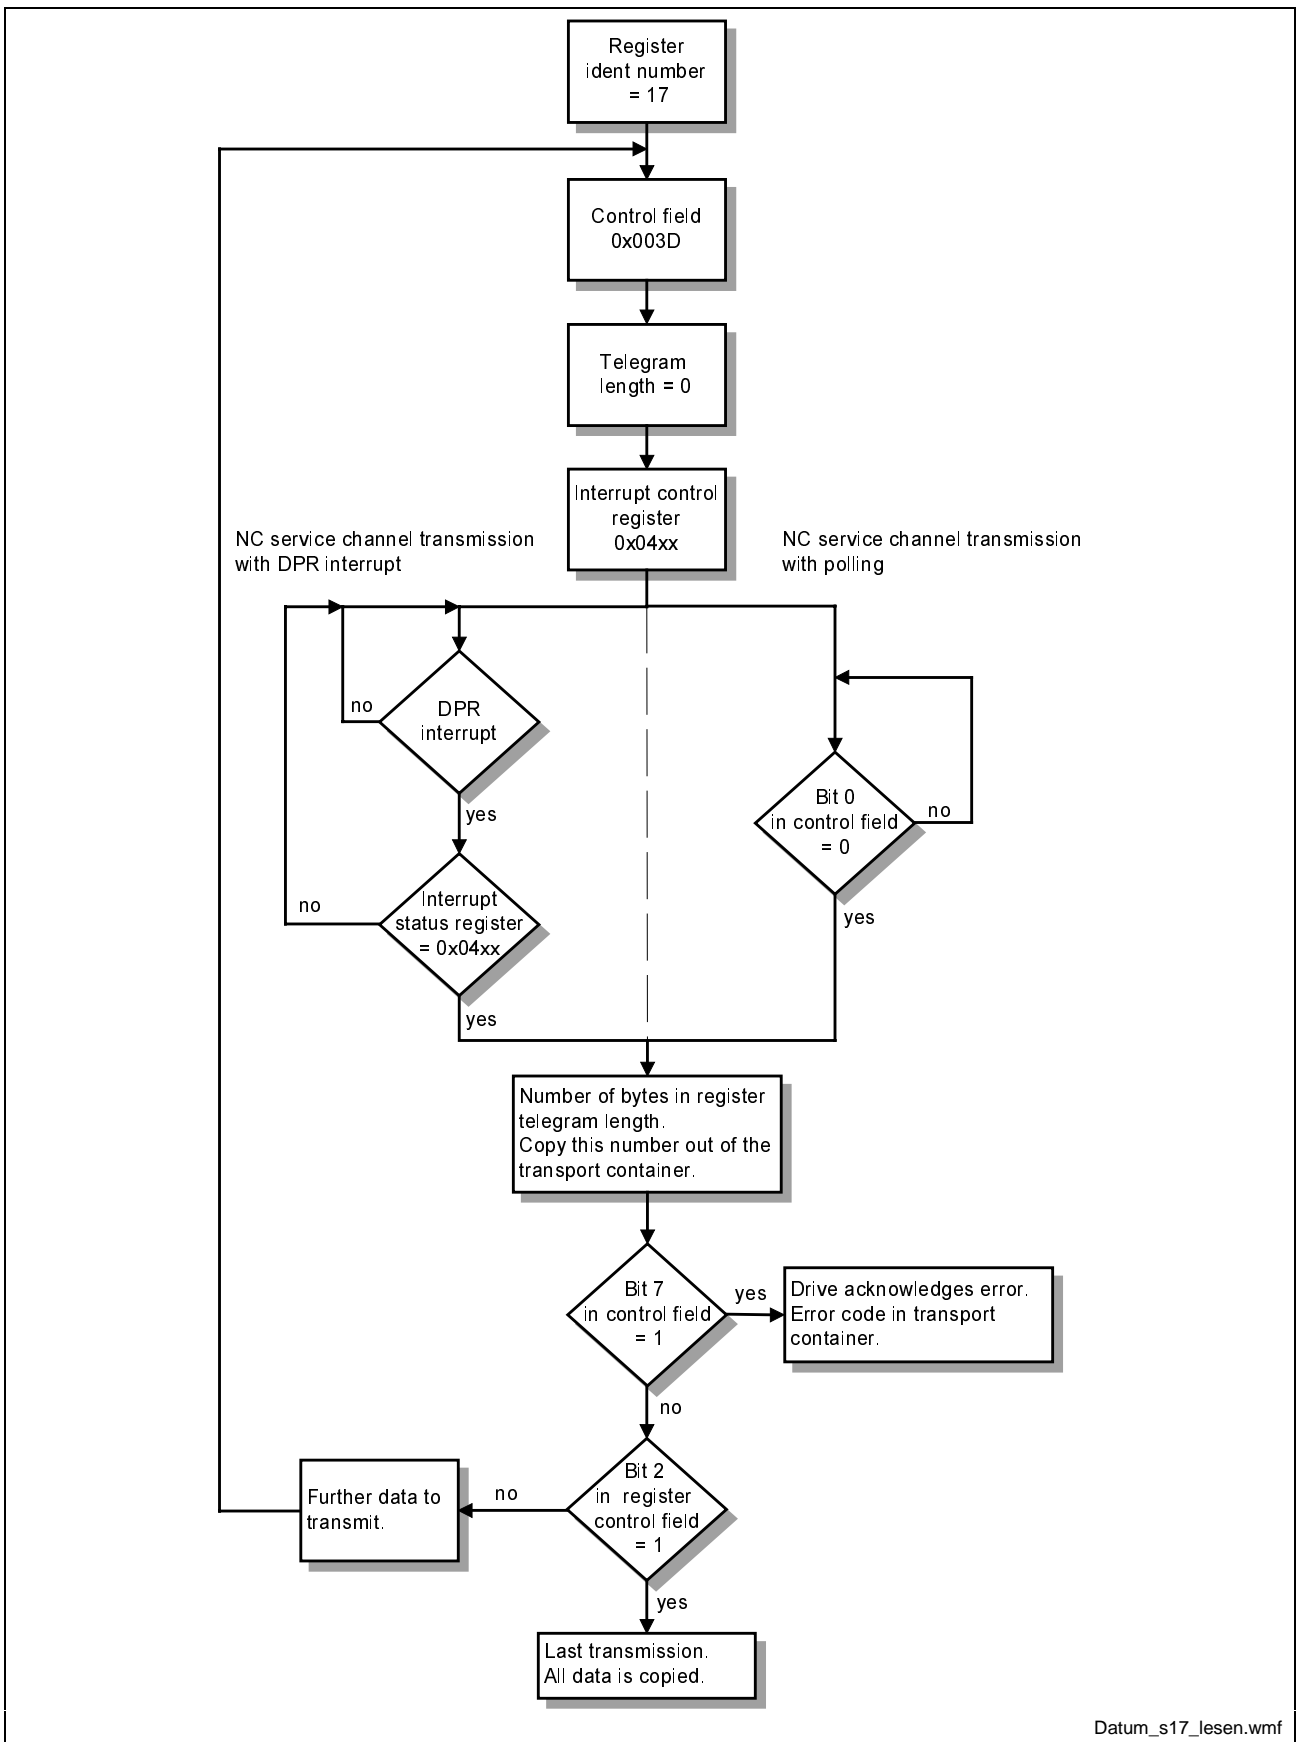 Register
ident number
= 17
Control field
0x003D
Telegram
length = 0
Interrupt control
register
0x04xx
NC service channel transmission
with DPR interrupt
NC service channel transmission
with polling
DPR
interrupt
no
yes
Bit 0
in control field
= 0
no
yes
Interrupt
status register
= 0x04xx
no
yes
Number of bytes in register
telegram length.
Copy this number out of the
transport container.
Bit 7
in control field
= 1
yes
Drive acknowledges error.
Error code in transport
container.
no
Bit 2
in register
control field
= 1
no
Further data to
transmit.
yes
Last transmission.
All data is copied.
Datum_s17_lesen.wmf